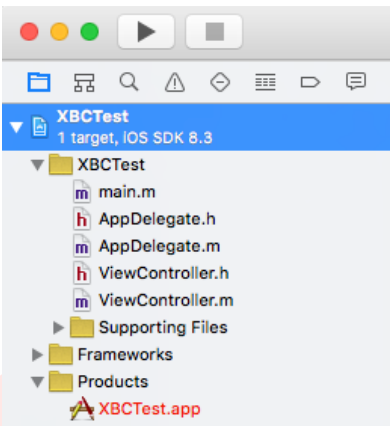 XBCTest
1 target, iOS SDK 8.3
XBCTest
m main.m
h AppDelegate.h
m AppDelegate.m
h ViewController.h
m ViewController.m
Supporting Files
Frameworks
Products
XBCTest.app